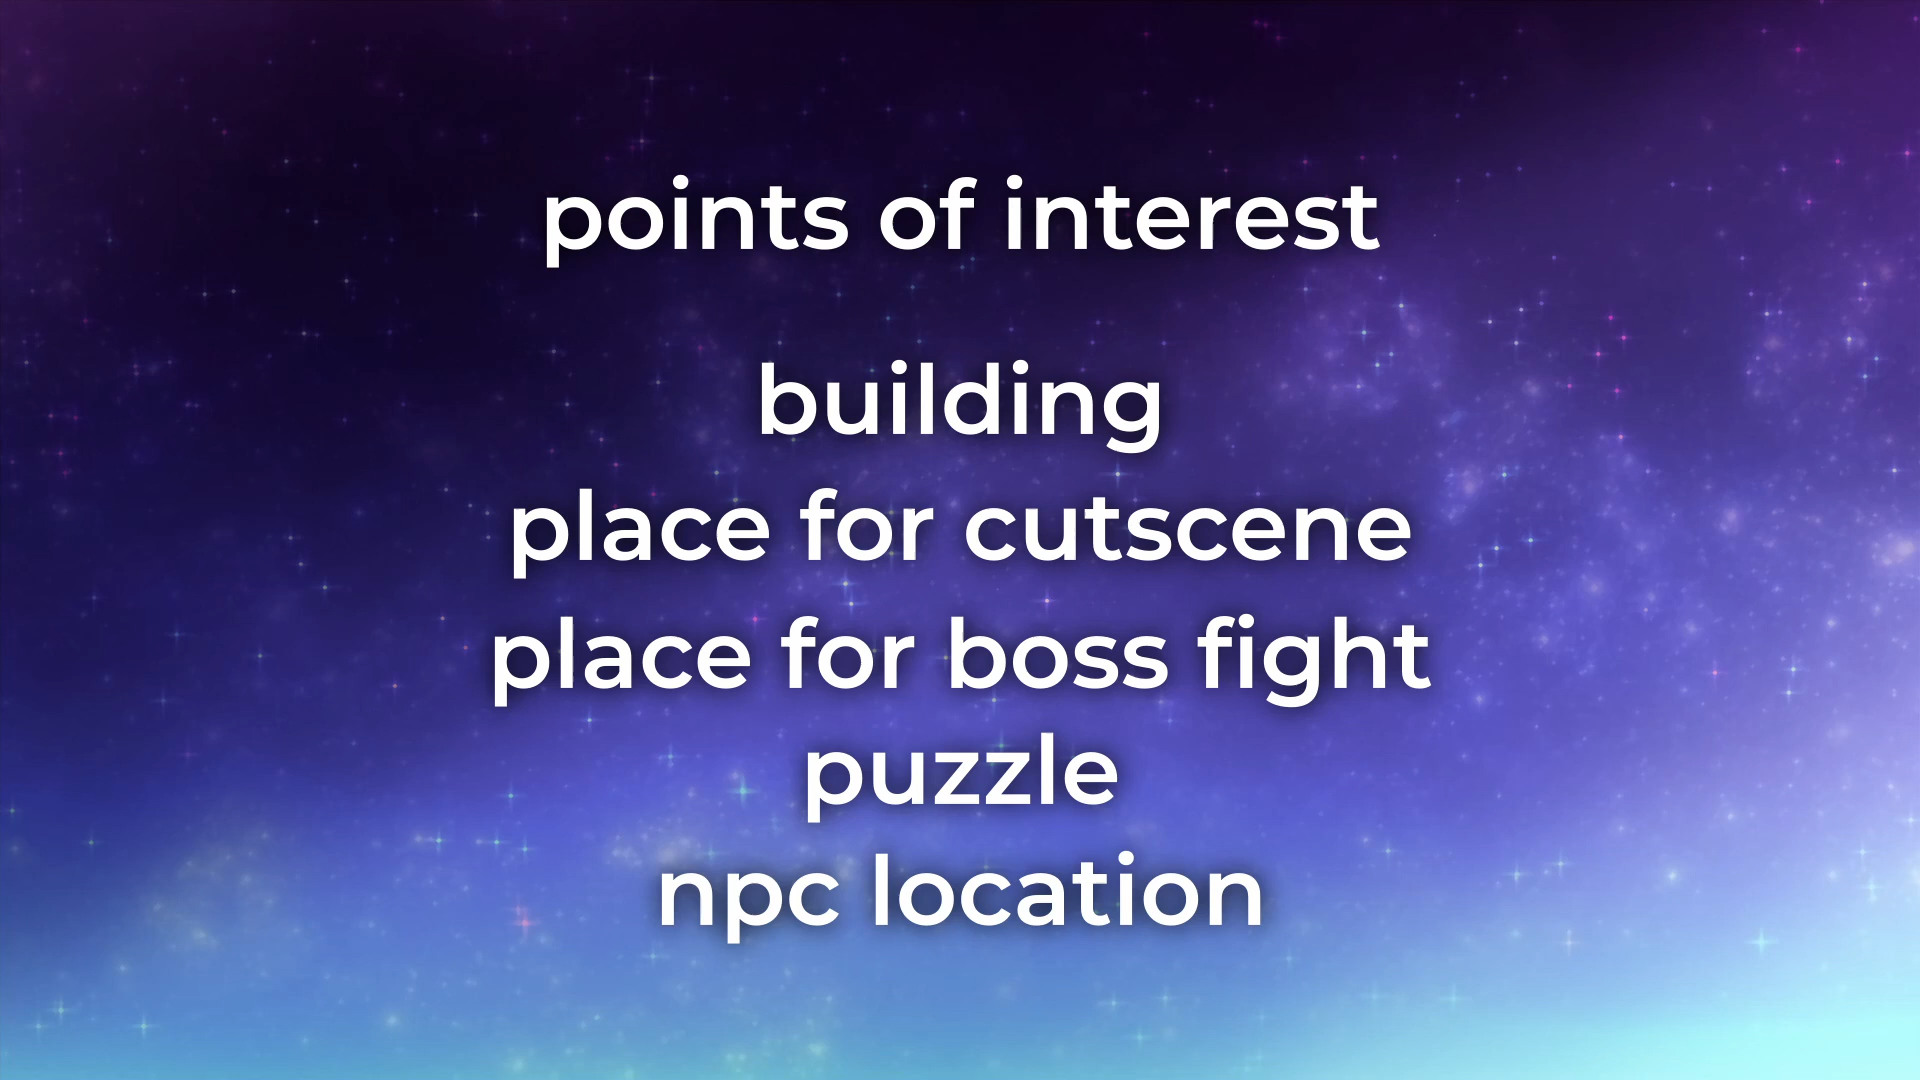 points of interest
building
place for cutscene
place for boss fight
puzzle
npc location